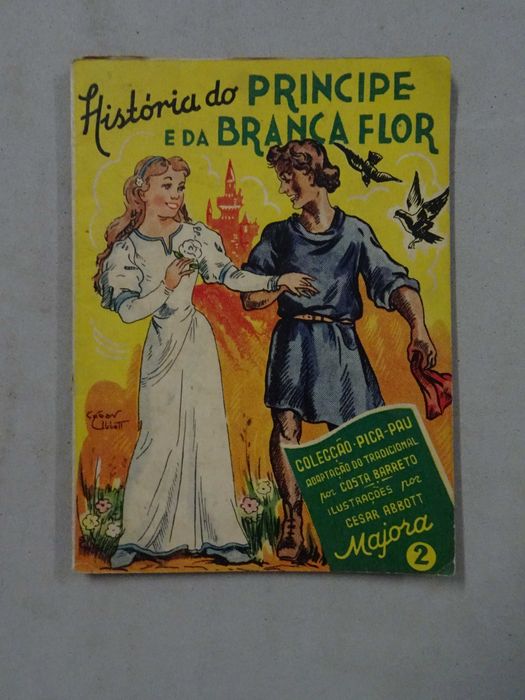 História do PRINCIPE
E DA BRANCA FLOR
César
Abbott
COLECÇÃO - PICA-PAU
ADAPTAÇÃO DO TRADICIONAL
por COSTA BARRETO
ILUSTRAÇÕES por
CESAR ABBOTT
Majora
2